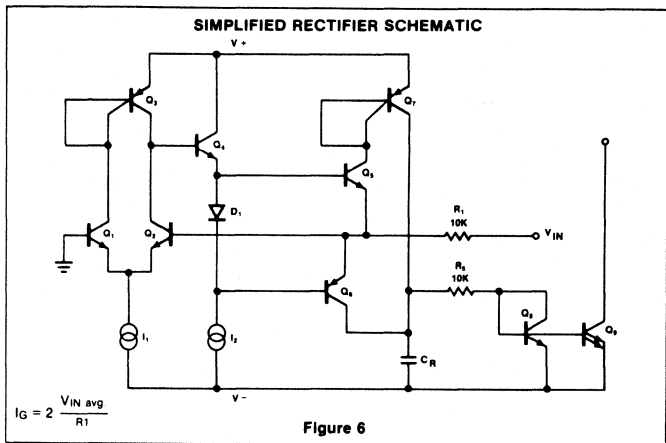 SIMPLIFIED RECTIFIER SCHEMATIC
V +
Q3
Q7
Q4
Q5
D1
R1
10K
VIN
Q1
Q2
R5
10K
Q6
Q8
Q9
I1
I2
CR
V-
IG = 2 VIN avg
R1
Figure 6